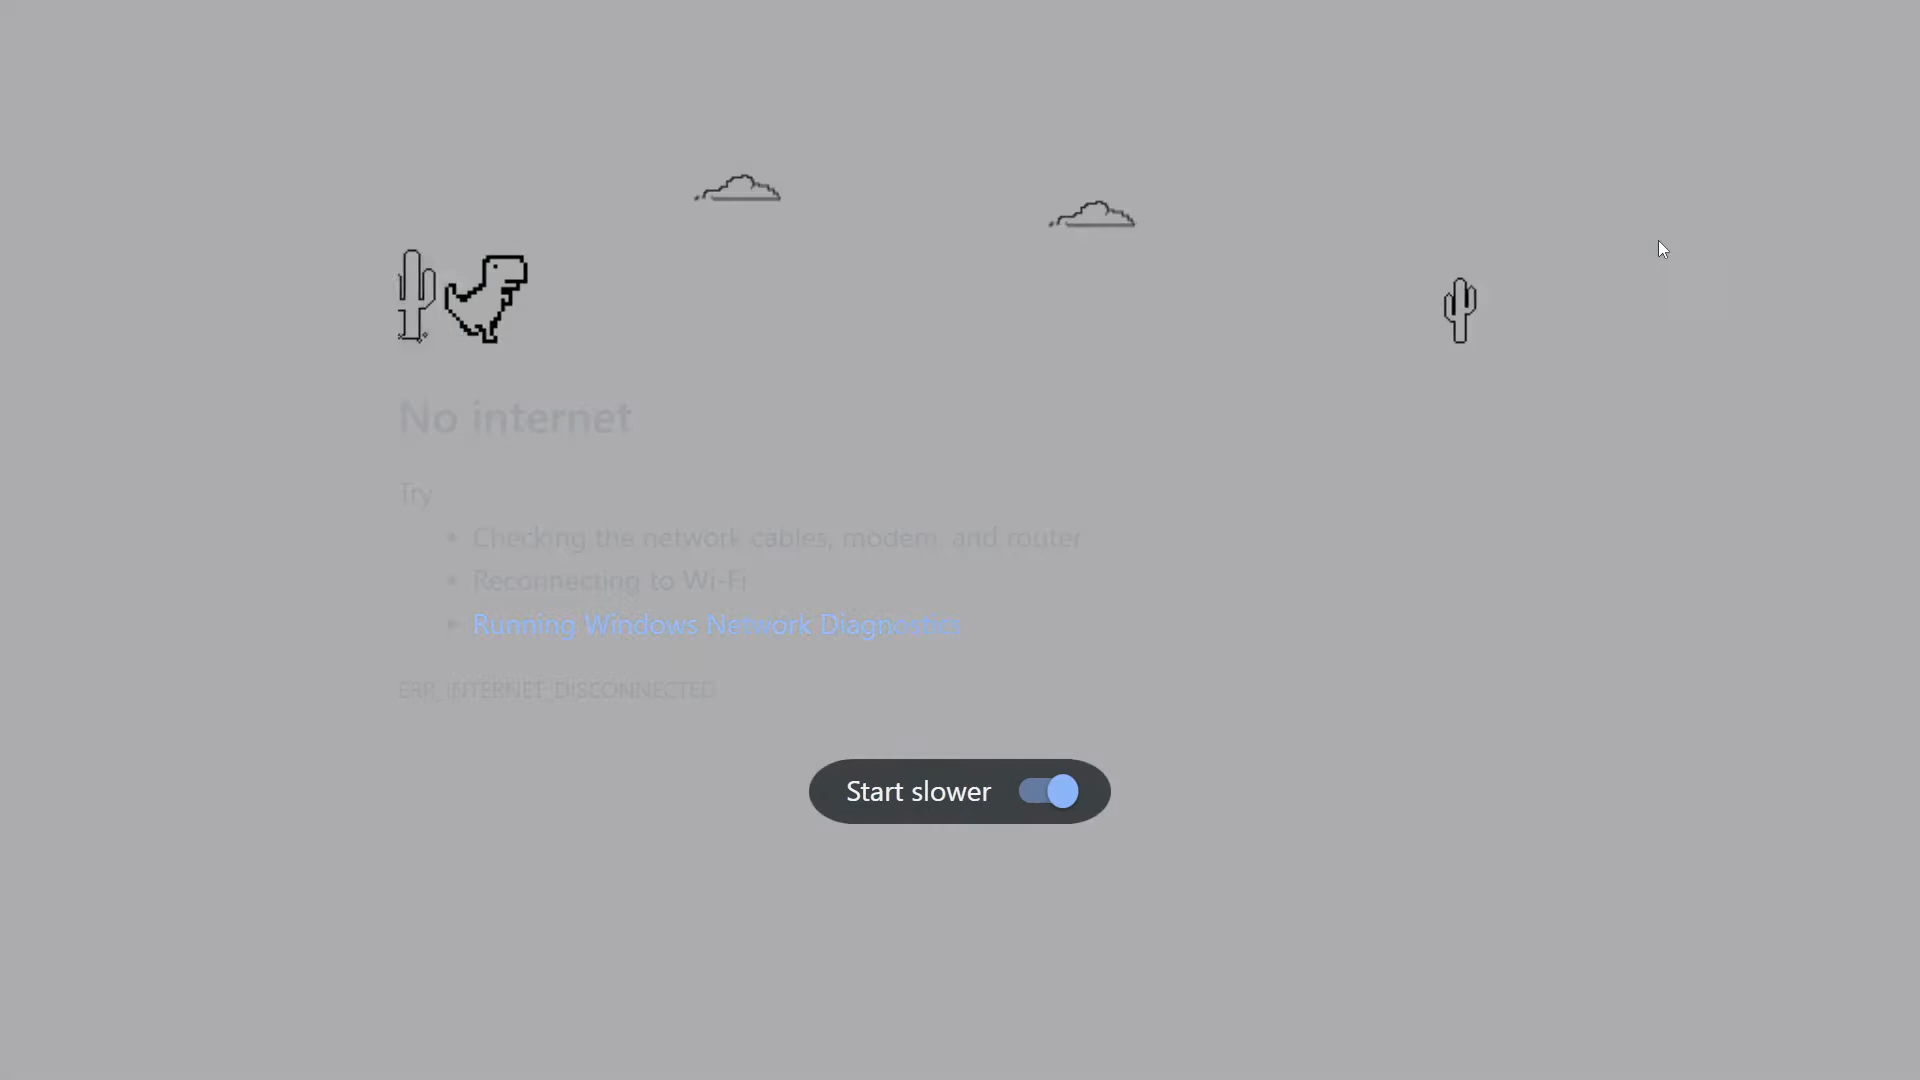 No internet
Try
• Checking the network cables, modem, and router
• Reconnecting to Wi-Fi
• Running Windows Network Diagnostics
ERR_INTERNET_DISCONNECTED
Start slower